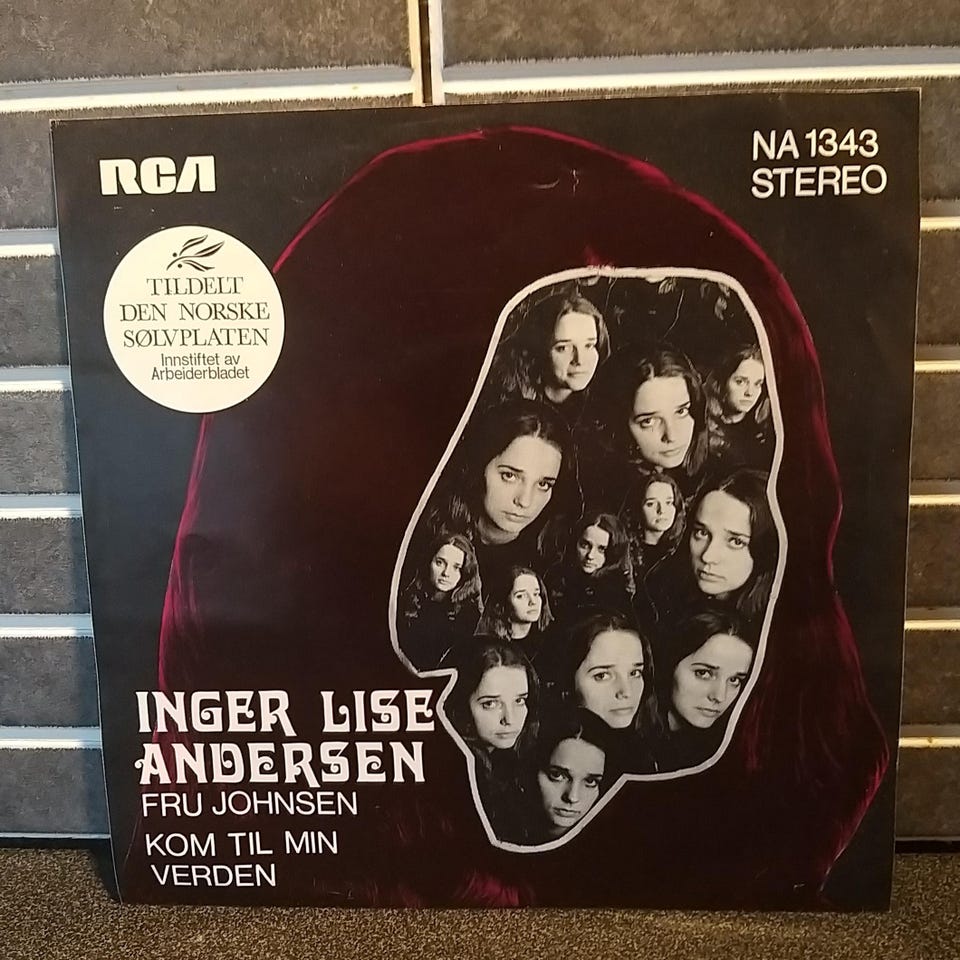 RCA
NA 1343
STEREO
TILDELT
DEN NORSKE
SØLVPLATEN
Innstiftet av
Arbeiderbladet
INGER LISE
ANDERSEN
FRU JOHNSEN
KOM TIL MIN
VERDEN